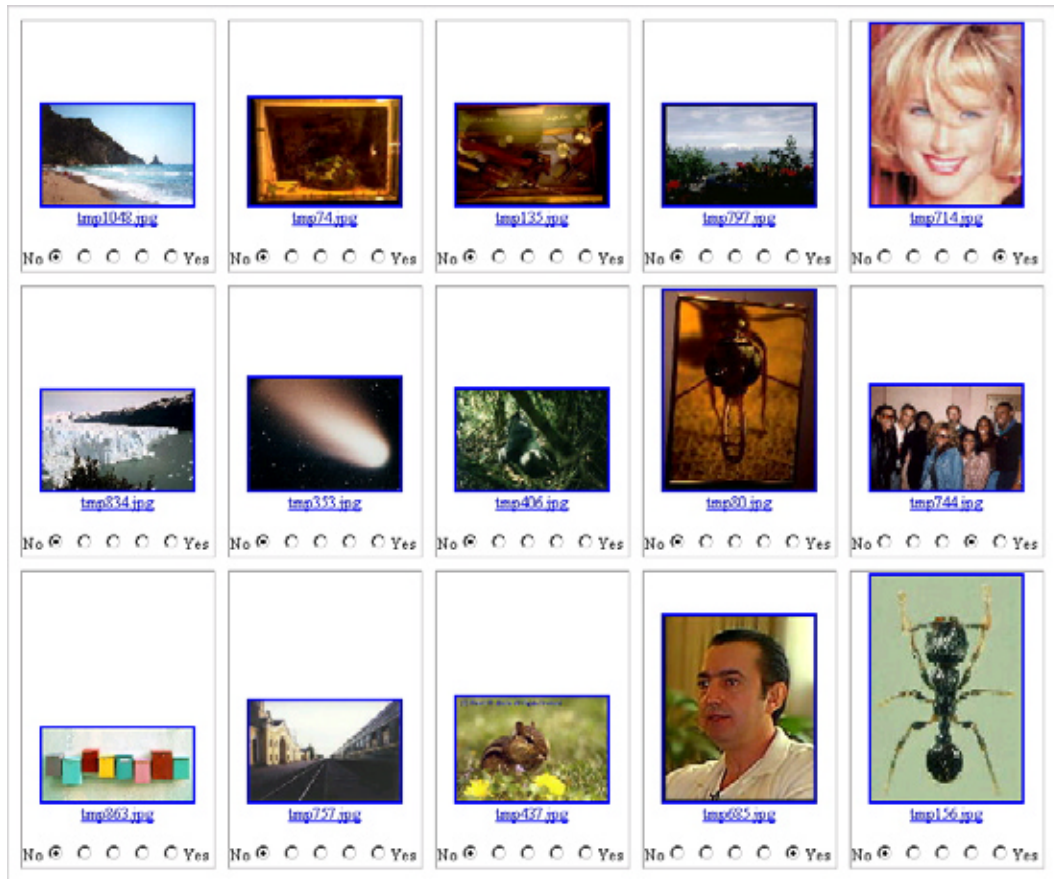 tmp1048.jpg tmp74.jpg tmp135.jpg tmp797.jpg tmp714.jpg
No Yes No Yes No Yes No Yes No Yes
tmp834.jpg tmp353.jpg tmp406.jpg tmp80.jpg tmp744.jpg
No Yes No Yes No Yes No Yes No Yes
tmp863.jpg tmp757.jpg tmp437.jpg tmp685.jpg tmp156.jpg
No Yes No Yes No Yes No Yes No Yes